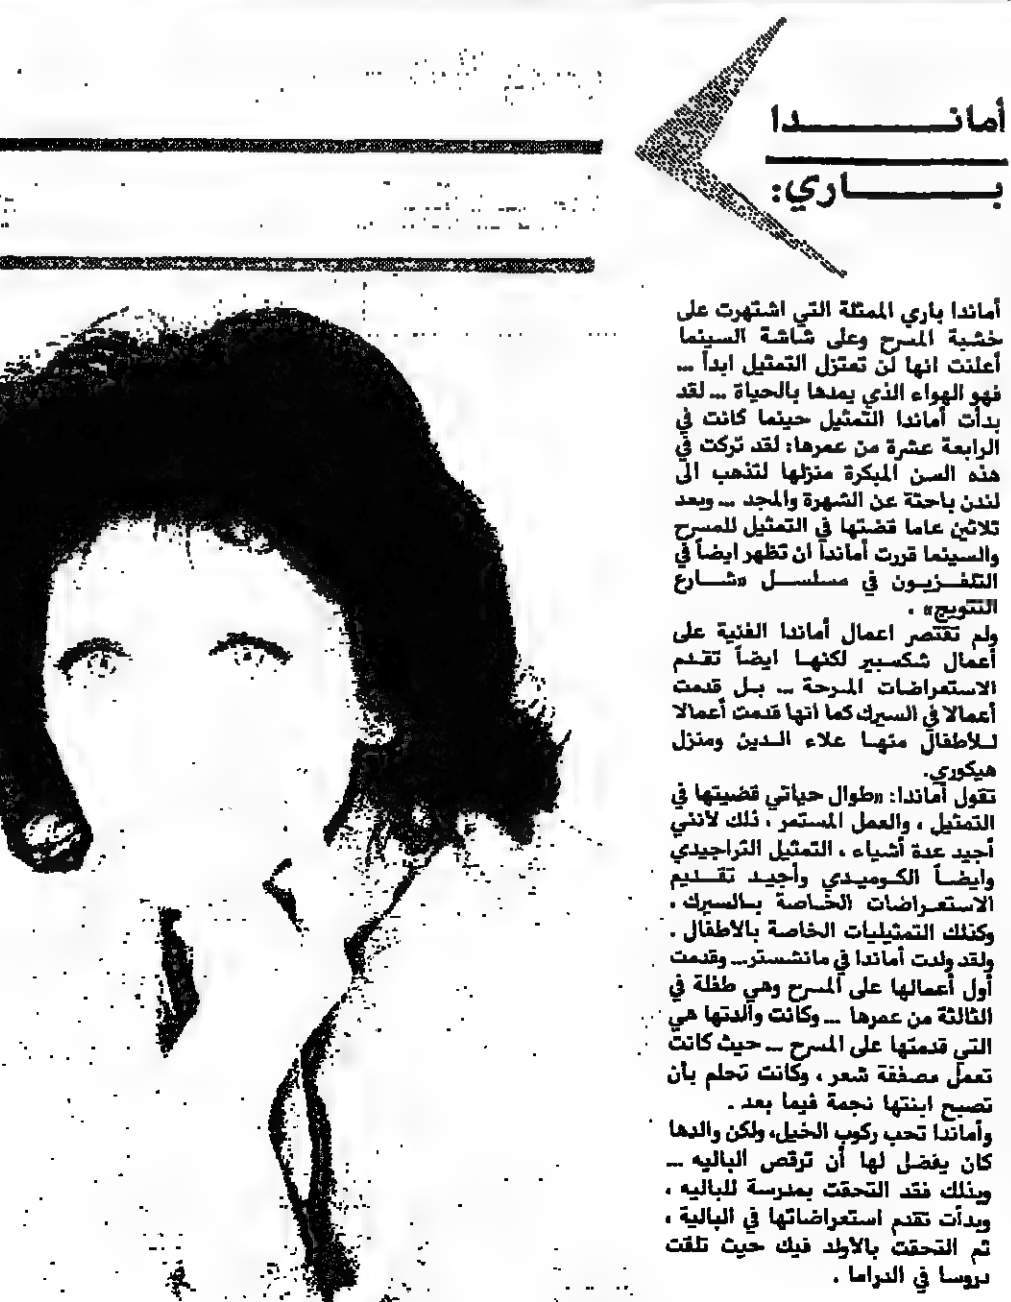 أمانـــدا
بـــاري:
أماندا باري الممثلة التي اشتهرت على
خشبة المسرح وعلى شاشة السينما
أعلنت انها لن تعتزل التمثيل ابداً ...
فهو الهواء الذي يمدها بالحياة ... لقد
بدأت أماندا التمثيل حينما كانت في
الرابعة عشرة من عمرها: لقد تركت في
هذه السن المبكرة منزلها لتذهب الى
لندن باحثة عن الشهرة والمجد ... وبعد
ثلاثين عاما قضتها في التمثيل للمسرح
والسينما قررت أماندا ان تظهر ايضاً في
التلفـزيـون في مسلسـل «شـارع
التتويج» .
ولم تقتصر اعمال أماندا الفنية على
أعمال شكسبير لكنهـا ايضاً تقـدم
الاستعراضات المرحة ... بـل قدمت
أعمالا في السيرك كما انها قدمت أعمالا
لـلأطفال منهـا علاء الـدين ومنزل
هيكوري.
تقول أماندا: «طوال حياتي قضيتها في
التمثيل ، والعمل المستمر ، ذلك لأنني
أجيد عدة أشياء ، التمثيل التراجيدي
وايضـاً الكـوميـدي وأجيـد تقـديم
الاستعـراضات الخـاصة بـالسيرك ،
وكذلك التمثيليات الخاصة بالأطفال .
ولقد ولدت أماندا في مانشستر... وقدمت
أول أعمالها على المسرح وهي طفلة في
الثالثة من عمرها ... وكانت والدتها هي
التي قدمتها على المسرح ... حيث كانت
تعمل مصففة شعر ، وكانت تحلم بأن
تصبح ابنتها نجمة فيما بعد .
وأماندا تحب ركوب الخيل، ولكن والدها
كان يفضل لها أن ترقص الباليه ...
وبذلك فقد التحقت بمدرسة للباليه ،
وبدأت تقدم استعراضاتها في البالية ،
ثم التحقت بالاولد فيك حيث تلقت
دروسا في الدراما .